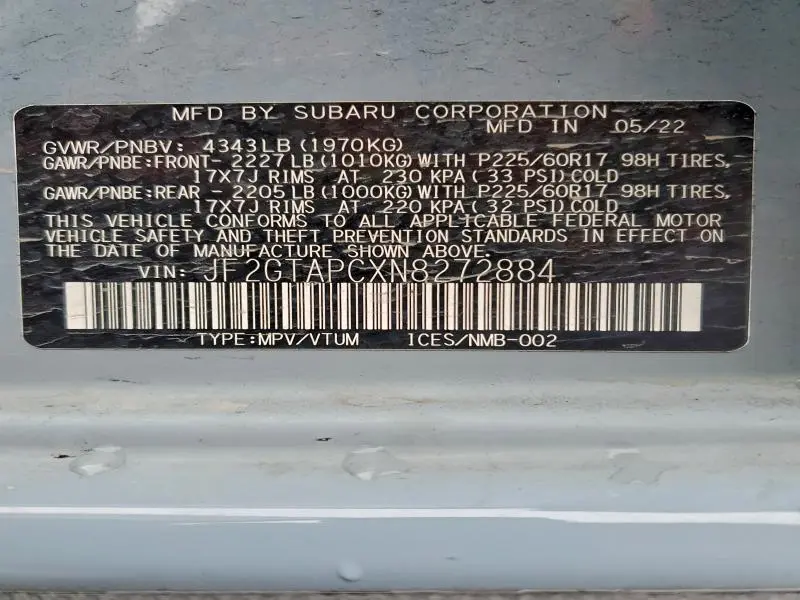 MFD BY SUBARU CORPORATION
MFD IN 05/22
GVWR/PNBV: 4343LB(1970KG)
GAWR/PNBE:FRONT- 2227LB(1010KG)WITH P225/60R17 98H TIRES,
17X7J RIMS AT 230 KPA(33 PSI)COLD
GAWR/PNBE:REAR - 2205LB(1000KG)WITH P225/60R17 98H TIRES,
17X7J RIMS AT 220 KPA(32 PSI)COLD
THIS VEHICLE CONFORMS TO ALL APPLICABLE FEDERAL MOTOR
VEHICLE SAFETY AND THEFT PREVENTION STANDARDS IN EFFECT ON
THE DATE OF MANUFACTURE SHOWN ABOVE.
VIN: JF2GTAPCXN8272884
TYPE:MPV/VTUM ICES/NMB-002